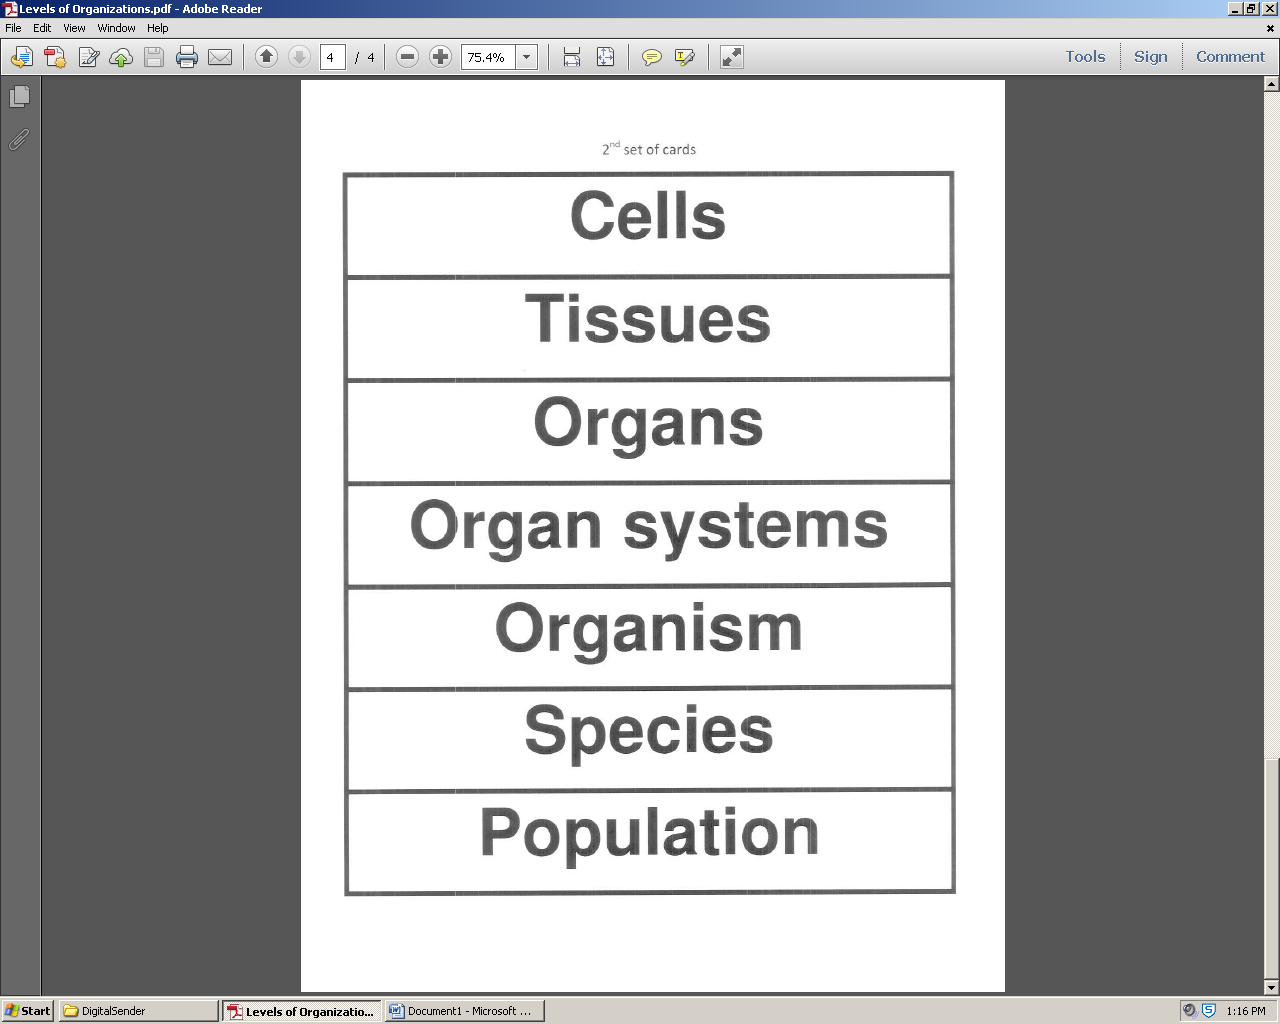 Levels of Organizations.pdf - Adobe Reader
File Edit View Window Help
4 / 4 75.4% Tools Sign Comment
2nd set of cards
Cells
Tissues
Organs
Organ systems
Organism
Species
Population
Start DigitalSender Levels of Organizatio... Document1 - Microsoft ... 1:16 PM